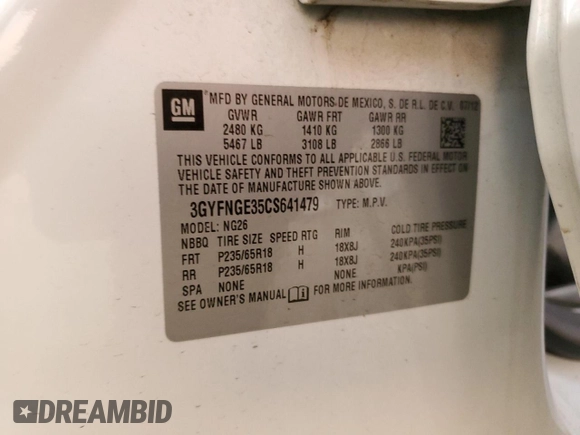 GM
MFD BY GENERAL MOTORS DE MEXICO, S. DE R.L. DE C.V. 07/12
GVWR GAWR FRT GAWR RR
2480 KG 1410 KG 1300 KG
5467 LB 3108 LB 2866 LB
THIS VEHICLE CONFORMS TO ALL APPLICABLE U.S. FEDERAL MOTOR
VEHICLE SAFETY AND THEFT PREVENTION STANDARDS IN EFFECT ON
THE DATE OF MANUFACTURE SHOWN ABOVE.
3GYFNGE35CS641479 TYPE: M.P.V.
MODEL: NG26
NBBQ TIRE SIZE SPEED RTG RIM COLD TIRE PRESSURE
FRT P235/65R18 H 18X8J 240KPA(35PSI)
RR P235/65R18 H 18X8J 240KPA(35PSI)
SPA NONE NONE KPA(PSI)
SEE OWNER'S MANUAL FOR MORE INFORMATION.
DREAMBID